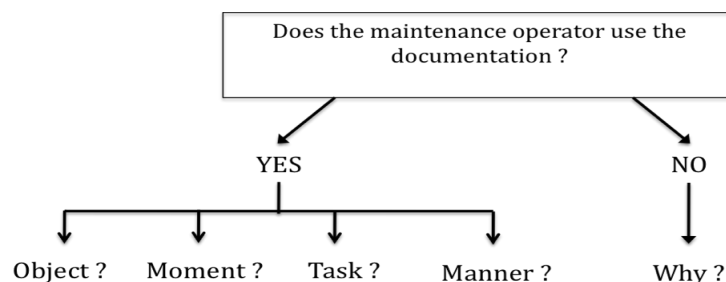 Does the maintenance operator use the
documentation ?
YES
NO
Object ?
Moment ?
Task ?
Manner ?
Why ?